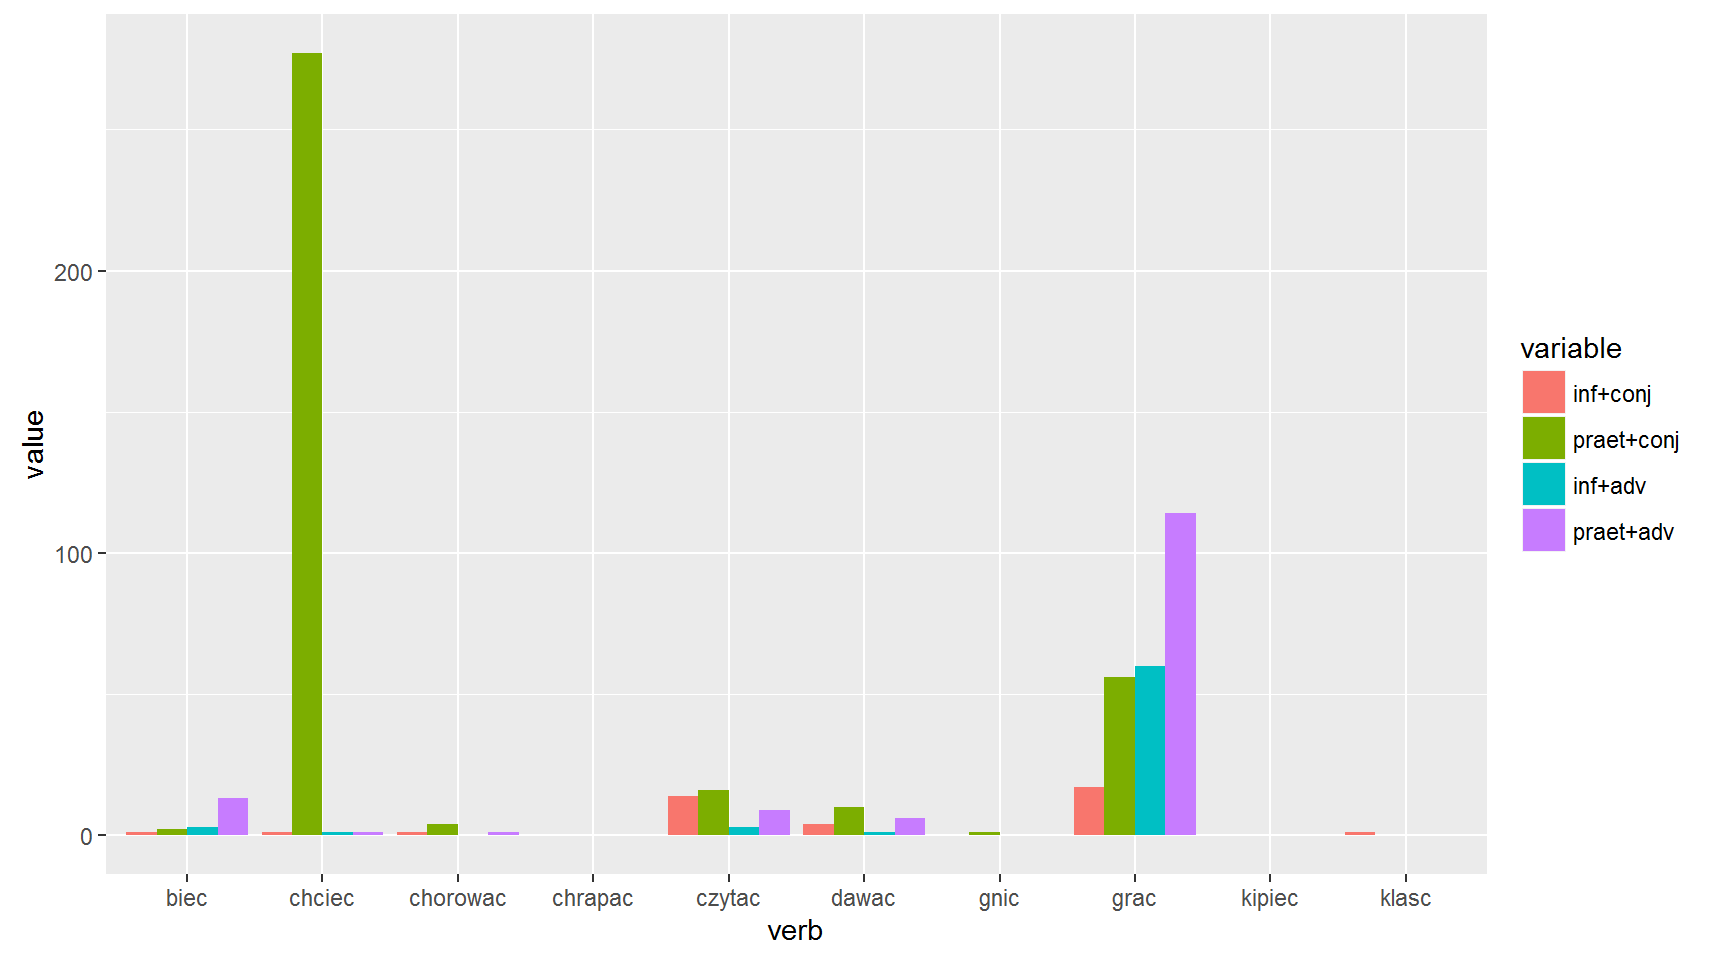 value
200
100
0
biec chciec chorowac chrapac czytac dawac gnic grac kipiec klasc
verb
variable
inf+conj
praet+conj
inf+adv
praet+adv